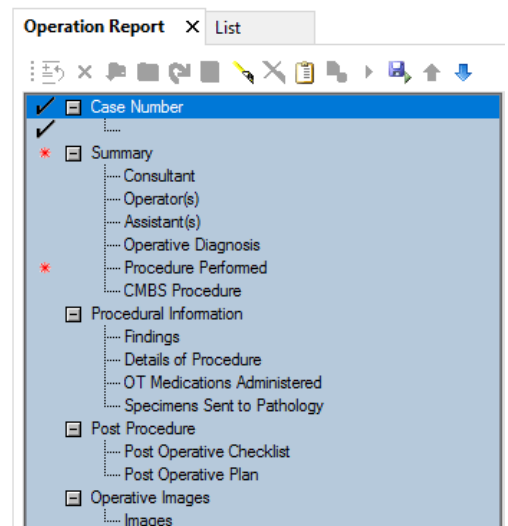 Operation Report X List
Case Number
Summary
Consultant
Operator(s)
Assistant(s)
Operative Diagnosis
Procedure Performed
CMBS Procedure
Procedural Information
Findings
Details of Procedure
OT Medications Administered
Specimens Sent to Pathology
Post Procedure
Post Operative Checklist
Post Operative Plan
Operative Images
Images